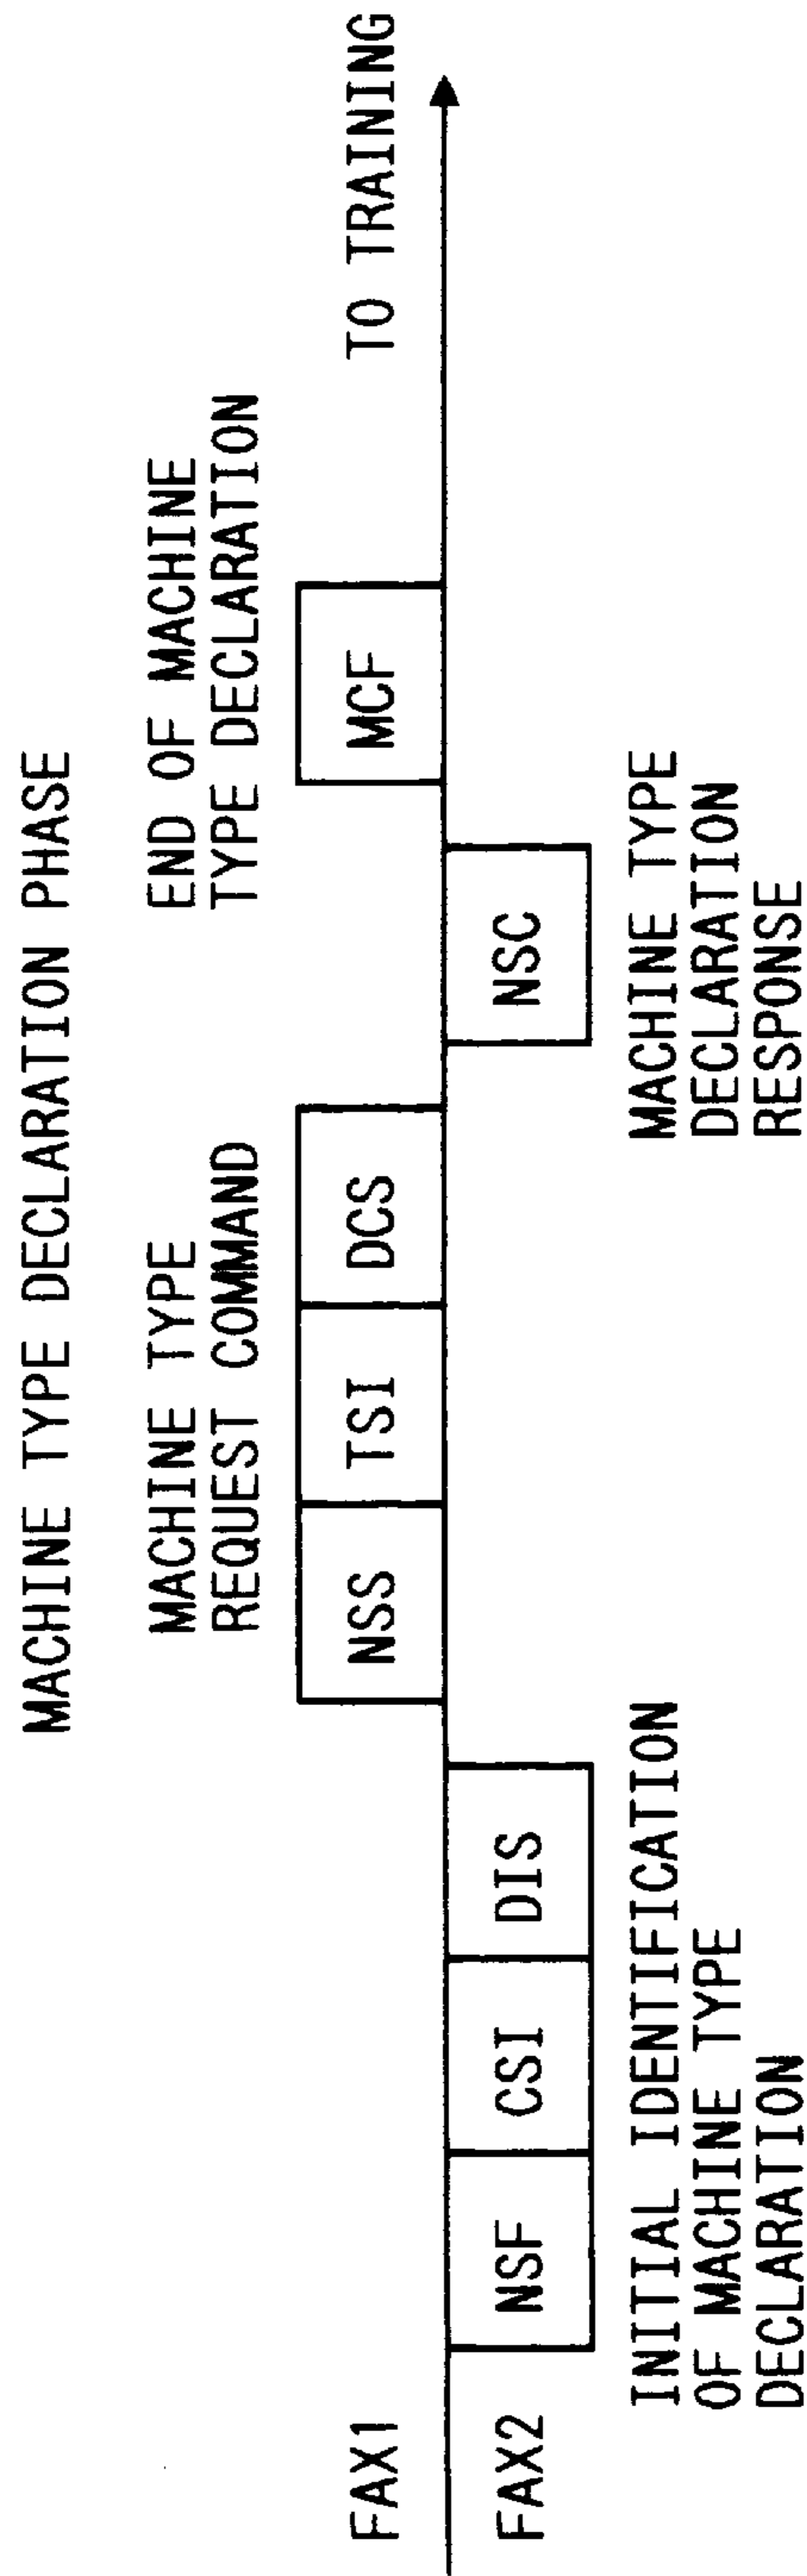 MACHINE TYPE DECLARATION PHASE
MACHINE TYPE
REQUEST COMMAND
END OF MACHINE
TYPE DECLARATION
FAX1
NSS
TSI
DCS
MCF
TO TRAINING
FAX2
NSF
CSI
DIS
NSC
INITIAL IDENTIFICATION
OF MACHINE TYPE
DECLARATION
MACHINE TYPE
DECLARATION
RESPONSE